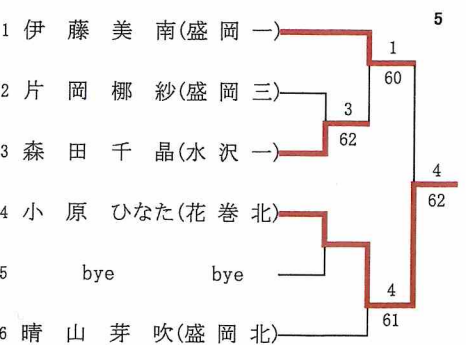 5
1 伊藤美南(盛岡一)
2 片岡梛紗(盛岡三)
3 森田千晶(水沢一)
4 小原ひなた(花巻北)
5 bye bye
6 晴山芽吹(盛岡北)
1
60
3
62
4
62
4
61